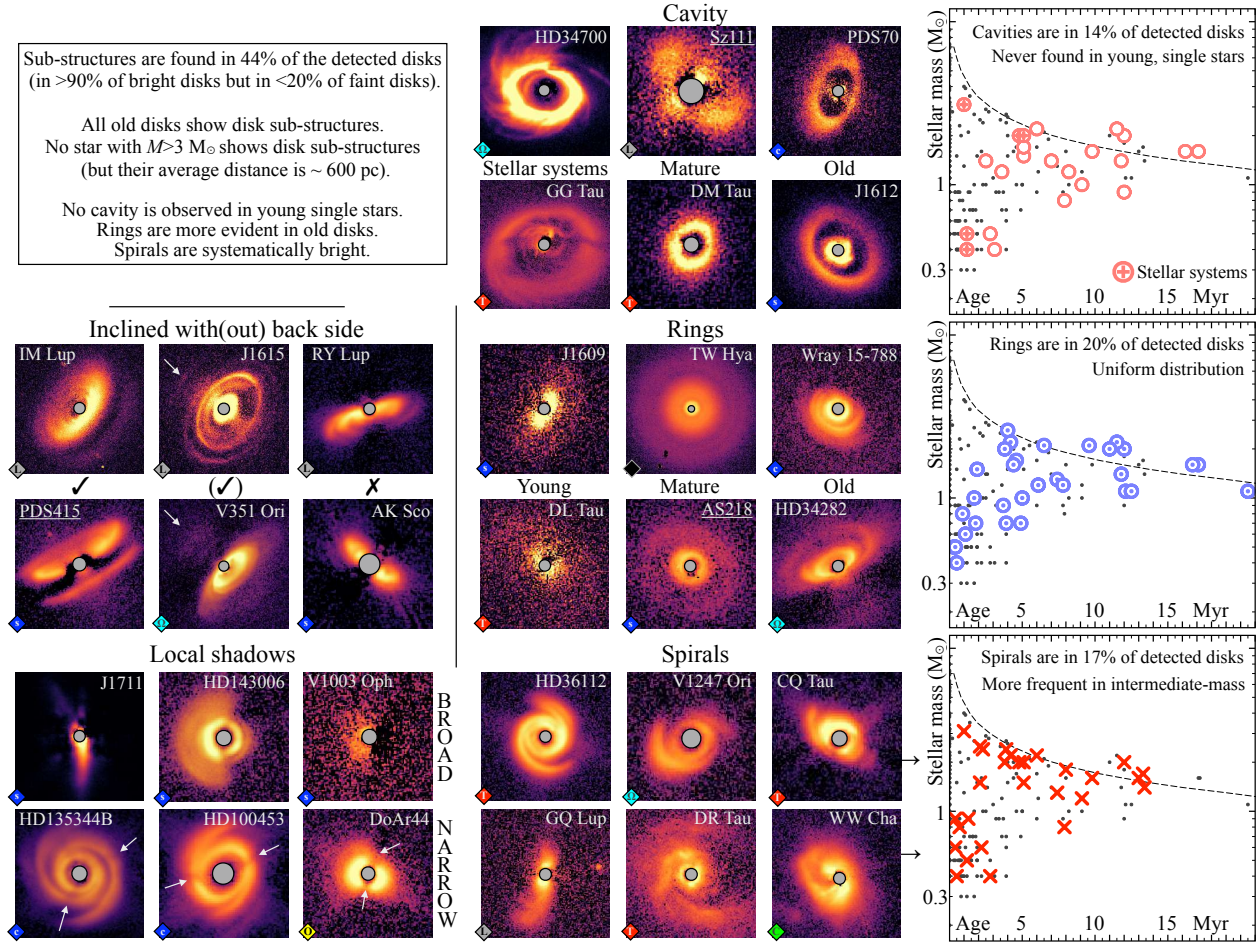 Sub-structures are found in 44% of the detected disks
(in >90% of bright disks but in <20% of faint disks).
All old disks show disk sub-structures.
No star with M>3 M☉ shows disk sub-structures
(but their average distance is ~ 600 pc).
No cavity is observed in young single stars.
Rings are more evident in old disks.
Spirals are systematically bright.
Cavity
HD34700
Sz111
PDS70
Ω
L
c
Stellar systems
Mature
Old
GG Tau
DM Tau
J1612
I
I
s
Stellar mass (M☉)
Cavities are in 14% of detected disks
Never found in young, single stars
1
0.3
Stellar systems
Age
5
10
15
Myr
Inclined with(out) back side
IM Lup
J1615
RY Lup
L
L
L
✓
(✓)
✗
PDS415
V351 Ori
AK Sco
s
Ω
s
Rings
J1609
TW Hya
Wray 15-788
s
c
Young
Mature
Old
DL Tau
AS218
HD34282
I
s
Ω
Stellar mass (M☉)
Rings are in 20% of detected disks
Uniform distribution
1
0.3
Age
5
10
15
Myr
Local shadows
J1711
HD143006
V1003 Oph
s
s
s
BROAD
HD135344B
HD100453
DoAr44
c
c
O
NARROW
Spirals
HD36112
V1247 Ori
CQ Tau
I
Ω
I
→
GQ Lup
DR Tau
WW Cha
L
I
→
Stellar mass (M☉)
Spirals are in 17% of detected disks
More frequent in intermediate-mass
1
0.3
Age
5
10
15
Myr